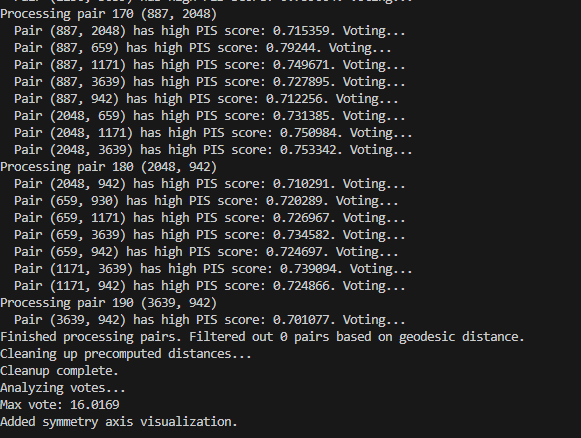 Processing pair 170 (887, 2048)
  Pair (887, 2048) has high PIS score: 0.715359. Voting...
  Pair (887, 659) has high PIS score: 0.79244. Voting...
  Pair (887, 1171) has high PIS score: 0.749671. Voting...
  Pair (887, 3639) has high PIS score: 0.727895. Voting...
  Pair (887, 942) has high PIS score: 0.712256. Voting...
  Pair (2048, 659) has high PIS score: 0.731385. Voting...
  Pair (2048, 1171) has high PIS score: 0.750984. Voting...
  Pair (2048, 3639) has high PIS score: 0.753342. Voting...
Processing pair 180 (2048, 942)
  Pair (2048, 942) has high PIS score: 0.710291. Voting...
  Pair (659, 930) has high PIS score: 0.720289. Voting...
  Pair (659, 1171) has high PIS score: 0.726967. Voting...
  Pair (659, 3639) has high PIS score: 0.734582. Voting...
  Pair (659, 942) has high PIS score: 0.724697. Voting...
  Pair (1171, 3639) has high PIS score: 0.739094. Voting...
  Pair (1171, 942) has high PIS score: 0.724866. Voting...
Processing pair 190 (3639, 942)
  Pair (3639, 942) has high PIS score: 0.701077. Voting...
Finished processing pairs. Filtered out 0 pairs based on geodesic distance.
Cleaning up precomputed distances...
Cleanup complete.
Analyzing votes...
Max vote: 16.0169
Added symmetry axis visualization.